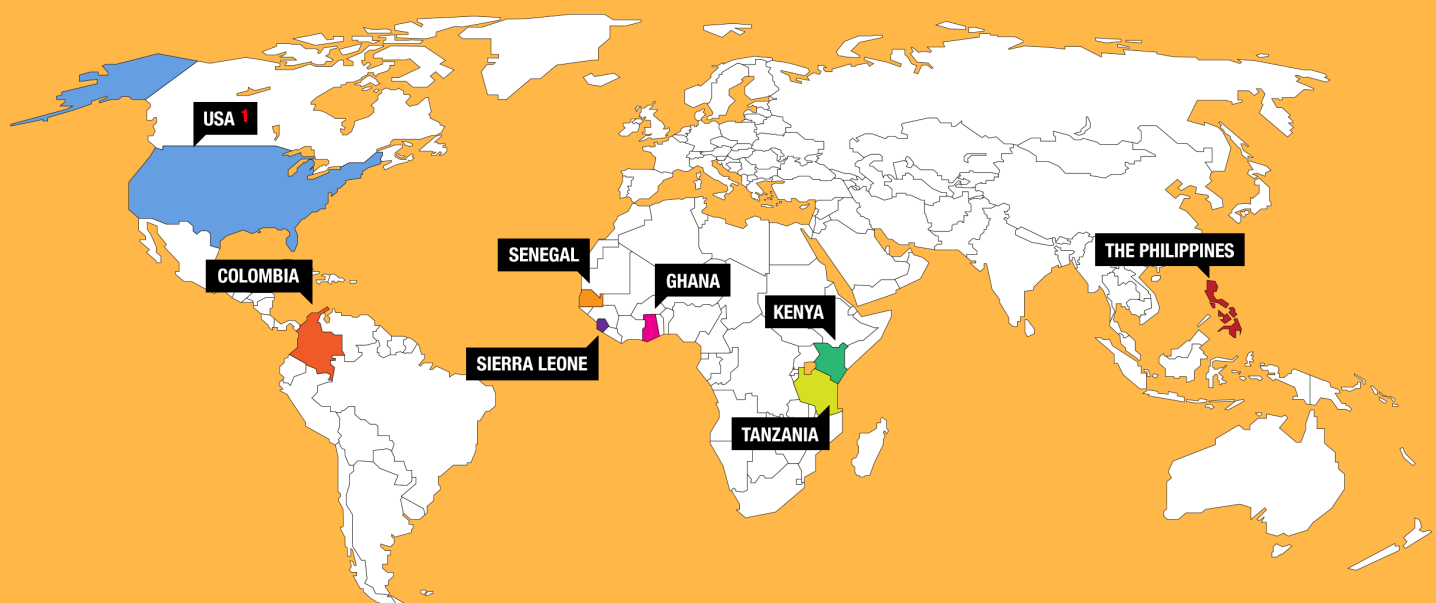 USA 1
COLOMBIA
SENEGAL
GHANA
SIERRA LEONE
KENYA
TANZANIA
THE PHILIPPINES